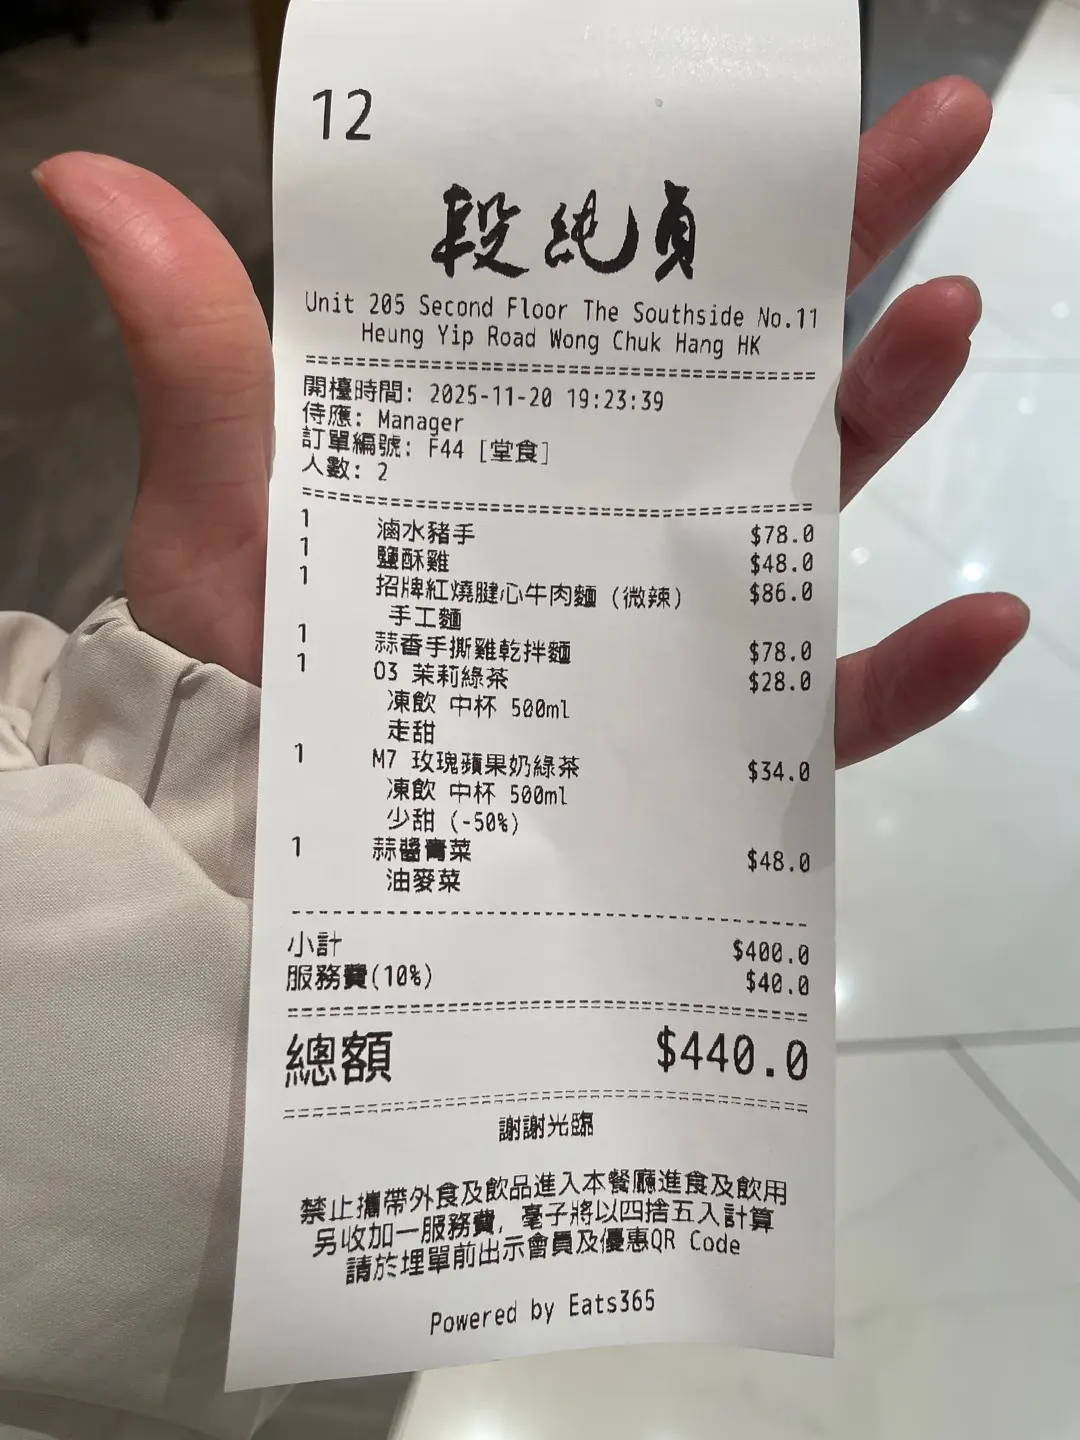 12
段純貞
Unit 205 Second Floor The Southside No.11
Heung Yip Road Wong Chuk Hang HK
開檯時間: 2025-11-20 19:23:39
侍應: Manager
訂單編號: F44 [堂食]
人數: 2
1 滷水豬手 $78.0
1 鹽酥雞 $48.0
1 招牌紅燒腱心牛肉麵 (微辣) $86.0
手工麵
1 蒜香手撕雞乾拌麵 $78.0
1 03 茉莉綠茶 $28.0
凍飲 中杯 500ml
走甜
1 M7 玫瑰蘋果奶綠茶 $34.0
凍飲 中杯 500ml
少甜 (-50%)
1 蒜醬青菜 $48.0
油麥菜
小計 $400.0
服務費(10%) $40.0
總額 $440.0
謝謝光臨
禁止攜帶外食及飲品進入本餐廳進食及飲用
另收加一服務費, 毫子將以四捨五入計算
請於埋單前出示會員及優惠QR Code
Powered by Eats365